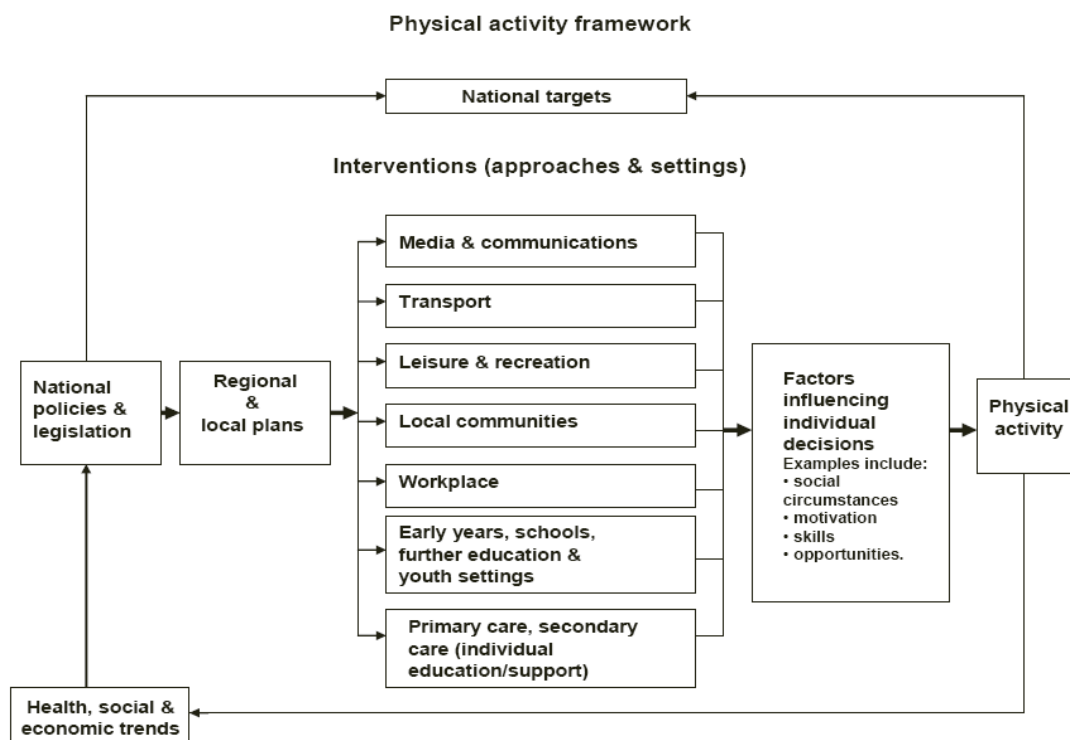 Physical activity framework
National targets
Interventions (approaches & settings)
Media & communications
Transport
Leisure & recreation
Local communities
Workplace
Early years, schools,
further education &
youth settings
Primary care, secondary
care (individual
education/support)
National
policies &
legislation
Regional
&
local plans
Factors
influencing
individual
decisions
Examples include:
• social
circumstances
• motivation
• skills
• opportunities.
Physical
activity
Health, social &
economic trends